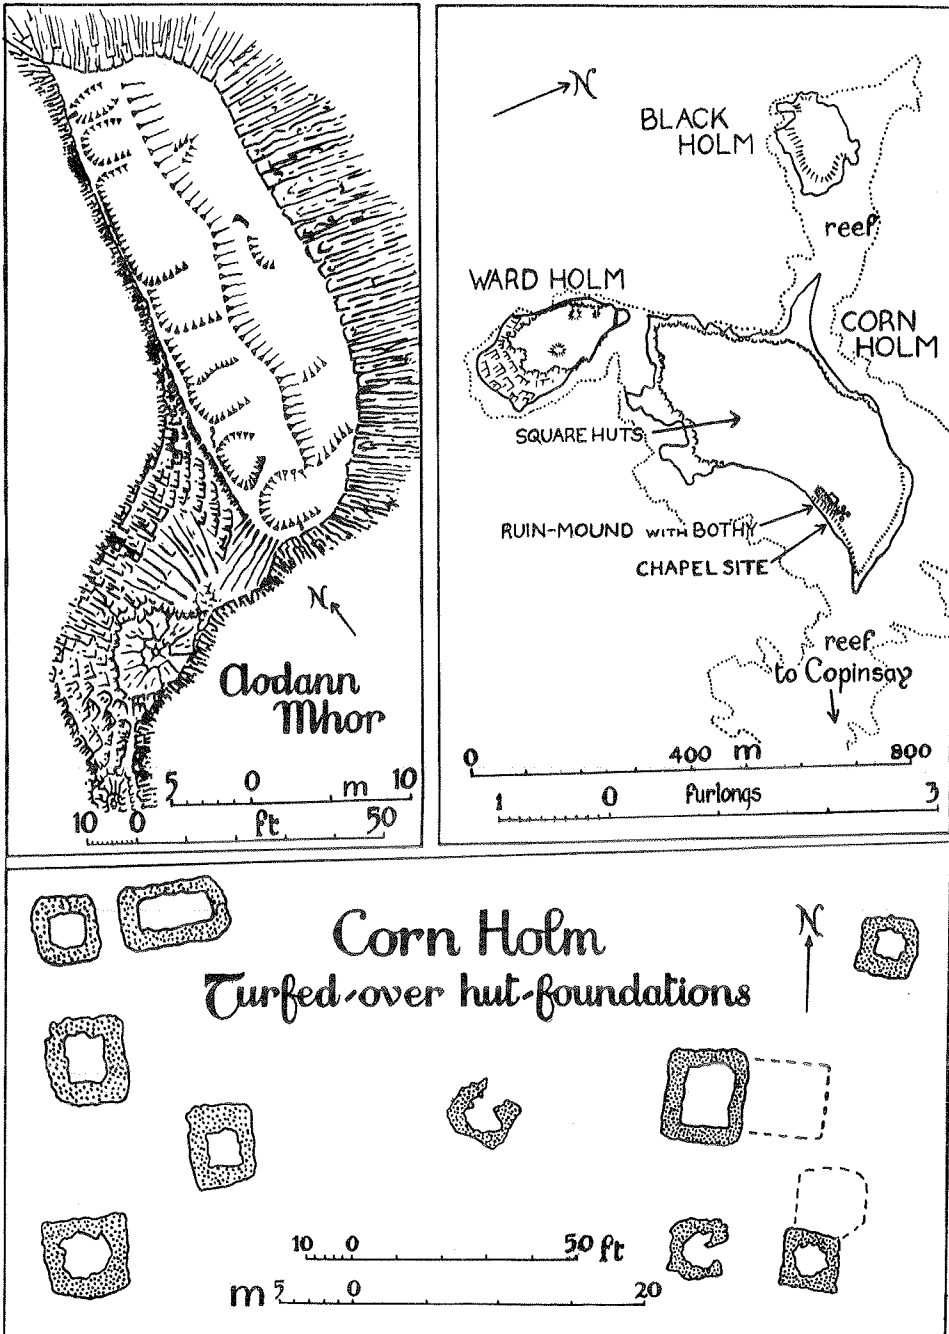 N
Aodann
Mhor
5 0 m 10
10 0 ft 50
N
BLACK
HOLM
reef
WARD HOLM
CORN
HOLM
SQUARE HUTS
RUIN-MOUND WITH BOTHY
CHAPEL SITE
reef
to Copinsay
0 400 m 800
1 0 furlongs 3
Corn Holm
Turfed-over hut-foundations
N
10 0 50 ft
m 5 0 20